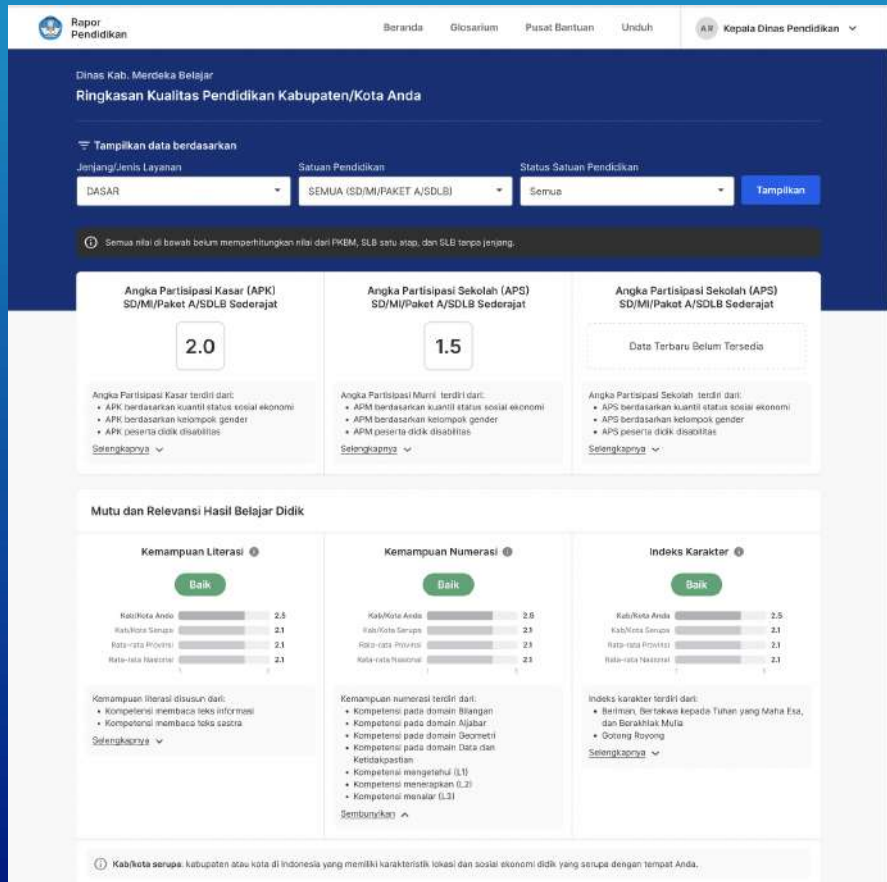 Rapor
Pendidikan
Beranda
Glosarium
Pusat Bantuan
Unduh
AR
Kepala Dinas Pendidikan
Dinas Kab. Merdeka Belajar
Ringkasan Kualitas Pendidikan Kabupaten/Kota Anda
Tampilkan data berdasarkan
Jenjang/Jenis Layanan
Satuan Pendidikan
Status Satuan Pendidikan
DASAR
SEMUA (SD/MI/PAKET A/SDLB)
Semua
Tampilkan
Semua nilai di bawah belum memperhitungkan nilai dari PKBM, SLB satu atap, dan SLB tanpa jenjang.
Angka Partisipasi Kasar (APK)
SD/MI/Paket A/SDLB Sederajat
2.0
Angka Partisipasi Kasar terdiri dari:
• APK berdasarkan kuantil status sosial ekonomi
• APK berdasarkan kelompok gender
• APK peserta didik disabilitas
Selengkapnya
Angka Partisipasi Sekolah (APS)
SD/MI/Paket A/SDLB Sederajat
1.5
Angka Partisipasi Murni terdiri dari:
• APM berdasarkan kuantil status sosial ekonomi
• APM berdasarkan kelompok gender
• APM peserta didik disabilitas
Selengkapnya
Angka Partisipasi Sekolah (APS)
SD/MI/Paket A/SDLB Sederajat
Data Terbaru Belum Tersedia
Angka Partisipasi Sekolah terdiri dari:
• APS berdasarkan kuantil status sosial ekonomi
• APS berdasarkan kelompok gender
• APS peserta didik disabilitas
Selengkapnya
Mutu dan Relevansi Hasil Belajar Didik
Kemampuan Literasi
Baik
Kab/Kota Anda 2.5
Kab/Kota Serupa 2.1
Rata-rata Provinsi 2.1
Rata-rata Nasional 2.1
Kemampuan literasi disusun dari:
• Kompetensi membaca teks informasi
• Kompetensi membaca teks sastra
Selengkapnya
Kemampuan Numerasi
Baik
Kab/Kota Anda 2.5
Kab/Kota Serupa 2.1
Rata-rata Provinsi 2.1
Rata-rata Nasional 2.1
Kemampuan numerasi terdiri dari:
• Kompetensi pada domain Bilangan
• Kompetensi pada domain Aljabar
• Kompetensi pada domain Geometri
• Kompetensi pada domain Data dan
Ketidakpastian
• Kompetensi mengetahui (L1)
• Kompetensi menerapkan (L2)
• Kompetensi menalar (L3)
Sembunyikan
Indeks Karakter
Baik
Kab/Kota Anda 2.5
Kab/Kota Serupa 2.1
Rata-rata Provinsi 2.1
Rata-rata Nasional 2.1
Indeks karakter terdiri dari:
• Beriman, Bertakwa kepada Tuhan yang Maha Esa,
dan Berakhlak Mulia
• Gotong Royong
Selengkapnya
Kab/kota serupa: kabupaten atau kota di Indonesia yang memiliki karakteristik lokasi dan sosial ekonomi didik yang serupa dengan tempat Anda.